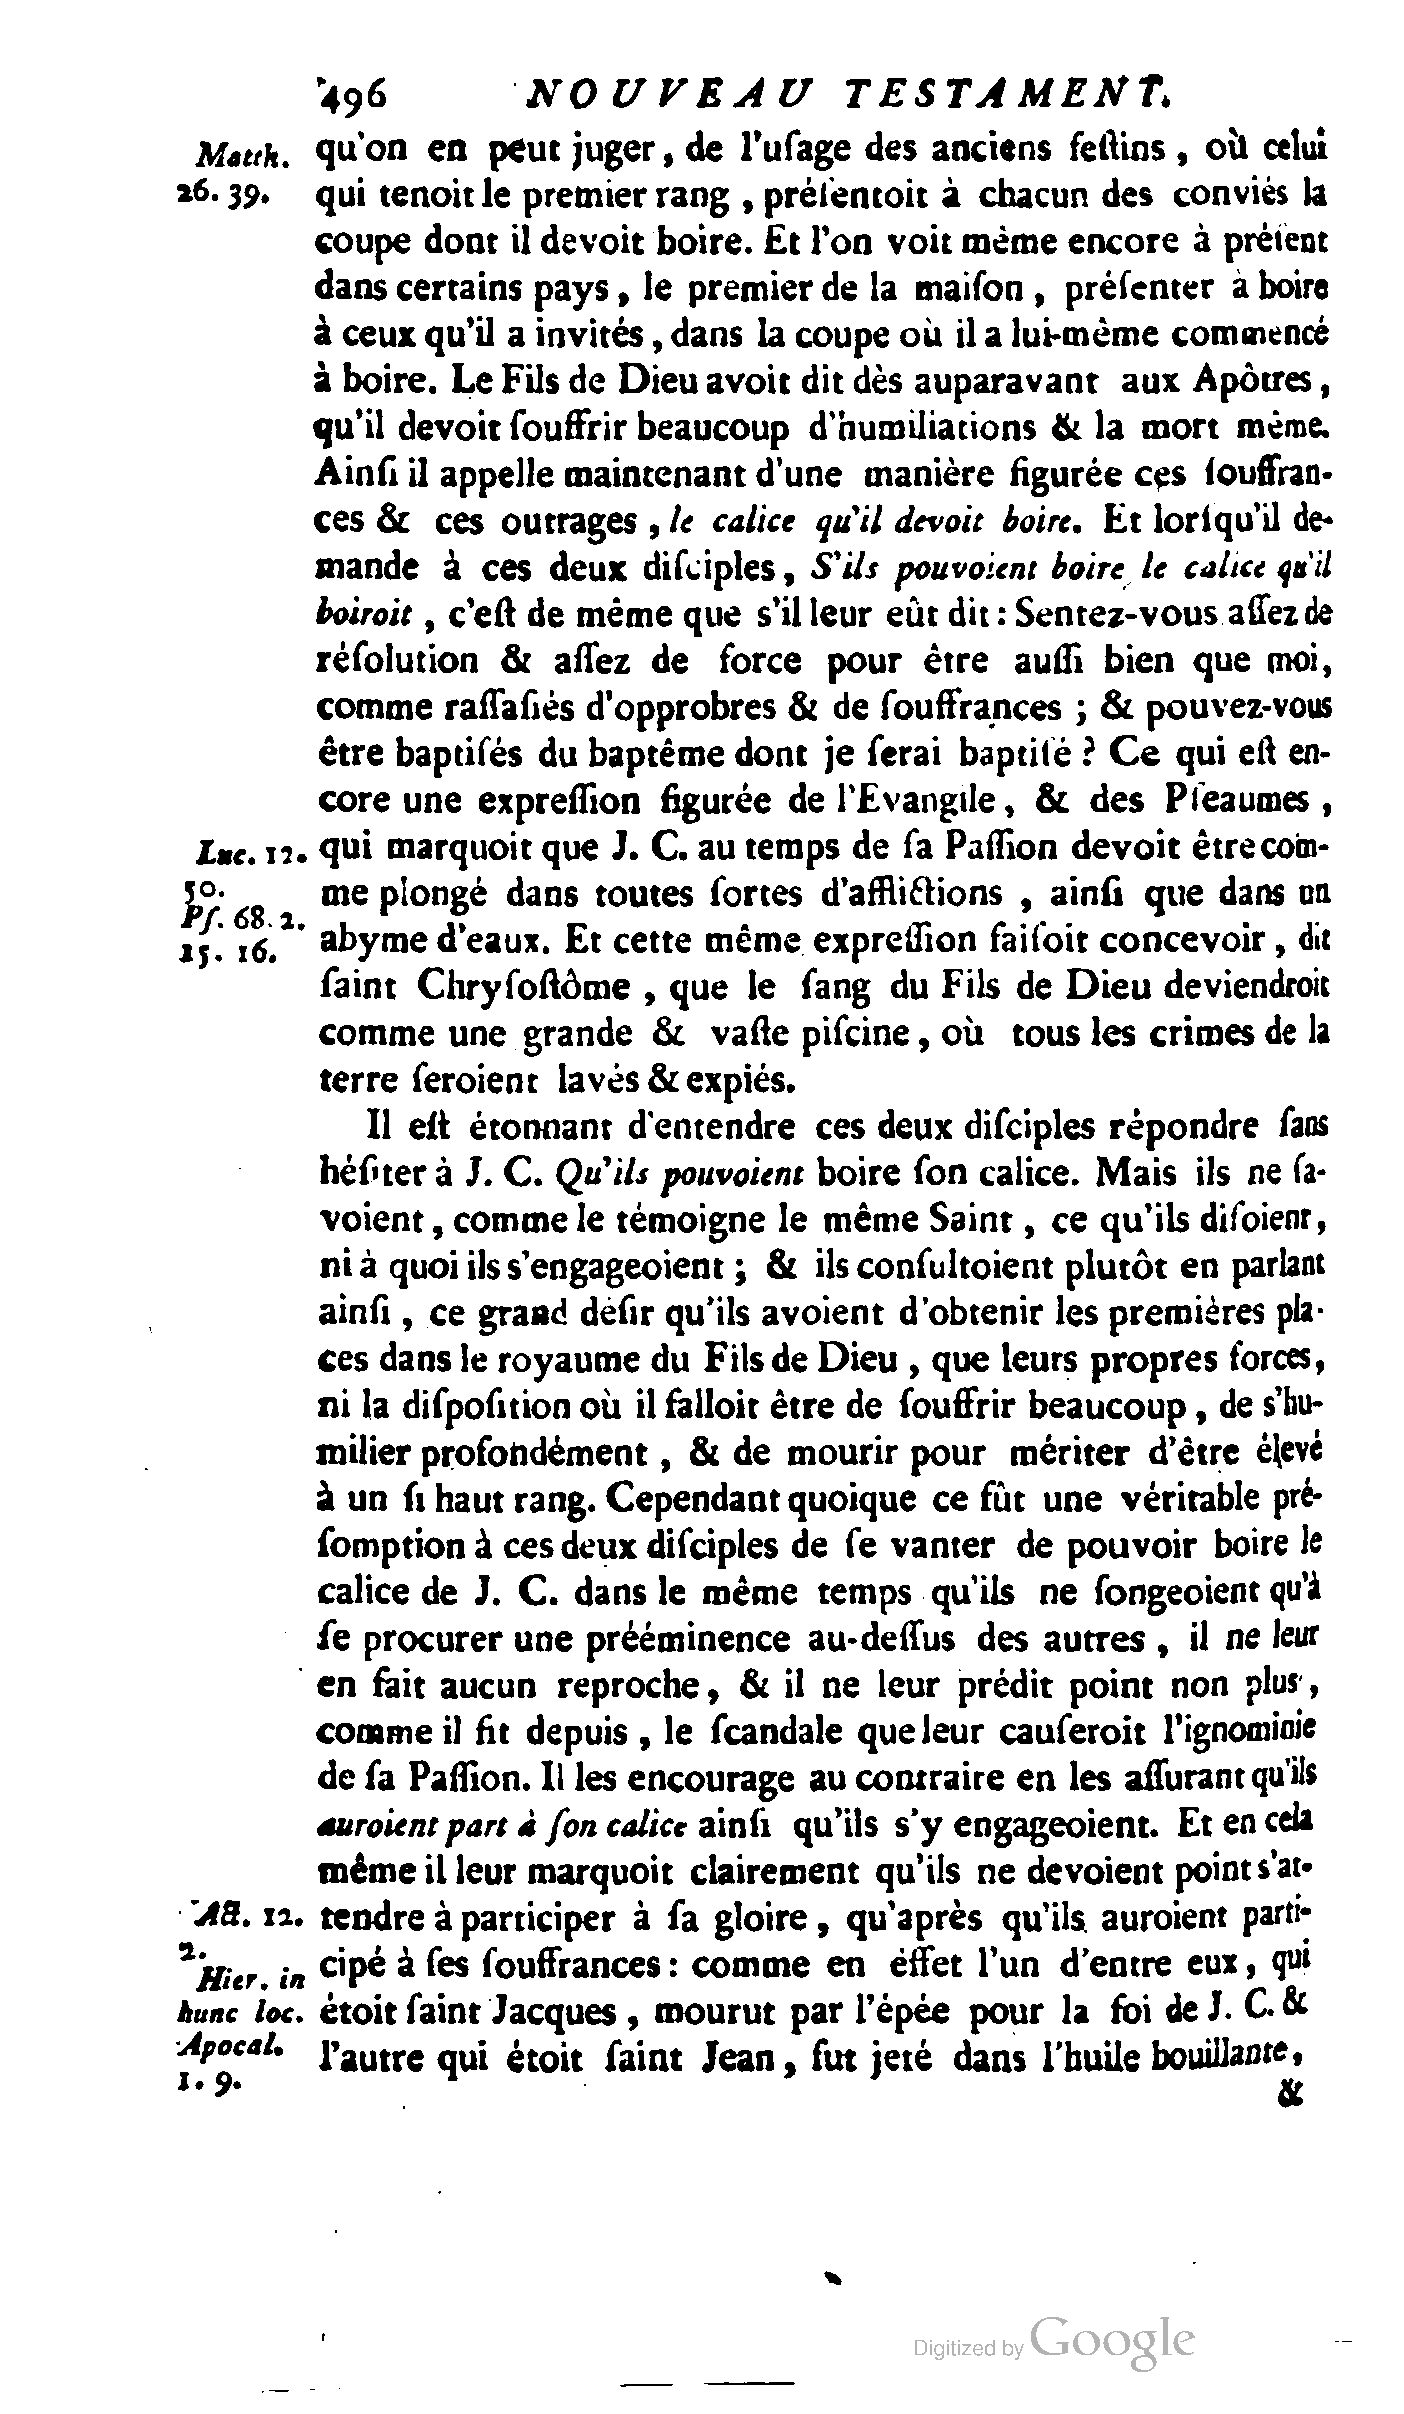 496 NOUVEAU TESTAMENT.
Matth. qu'on en peut juger, de l'uſage des anciens feſtins, où celui
26. 39. qui tenoit le premier rang, préſentoit à chacun des conviés la
coupe dont il devoit boire. Et l'on voit même encore à préſent
dans certains pays, le premier de la maiſon, préſenter à boire
à ceux qu'il a invités, dans la coupe où il a lui-même commencé
à boire. Le Fils de Dieu avoit dit dès auparavant aux Apôtres,
qu'il devoit ſouffrir beaucoup d'humiliations & la mort même.
Ainſi il appelle maintenant d'une manière figurée ces ſouffran-
ces & ces outrages, le calice qu'il devoit boire. Et lorſqu'il de-
mande à ces deux diſciples, S'ils pouvoient boire le calice qu'il
boiroit, c'eſt de même que s'il leur eût dit : Sentez-vous aſſez de
réſolution & aſſez de force pour être auſſi bien que moi,
comme raſſaſiés d'opprobres & de ſouffrances ; & pouvez-vous
être baptiſés du baptême dont je ſerai baptiſé ? Ce qui eſt en-
core une expreſſion figurée de l'Evangile, & des Pſeaumes,
Luc. 12. qui marquoit que J. C. au temps de ſa Paſſion devoit être com-
50. me plongé dans toutes ſortes d'afflictions, ainſi que dans un
Pſ. 68. 2.
15. 16. abyme d'eaux. Et cette même expreſſion faiſoit concevoir, dit
ſaint Chryſoſtôme, que le ſang du Fils de Dieu deviendroit
comme une grande & vaſte piſcine, où tous les crimes de la
terre ſeroient lavés & expiés.
Il eſt étonnant d'entendre ces deux diſciples répondre ſans
héſiter à J. C. Qu'ils pouvoient boire ſon calice. Mais ils ne ſa-
voient, comme le témoigne le même Saint, ce qu'ils diſoient,
ni à quoi ils s'engageoient ; & ils conſultoient plutôt en parlant
ainſi, ce grand déſir qu'ils avoient d'obtenir les premières pla-
ces dans le royaume du Fils de Dieu, que leurs propres forces,
ni la diſpoſition où il falloit être de ſouffrir beaucoup, de s'hu-
milier profondément, & de mourir pour mériter d'être élevé
à un ſi haut rang. Cependant quoique ce fût une véritable pré-
ſomption à ces deux diſciples de ſe vanter de pouvoir boire le
calice de J. C. dans le même temps qu'ils ne ſongeoient qu'à
ſe procurer une prééminence au-deſſus des autres, il ne leur
en fait aucun reproche, & il ne leur prédit point non plus,
comme il fit depuis, le ſcandale que leur cauſeroit l'ignominie
de ſa Paſſion. Il les encourage au contraire en les aſſurant qu'ils
auroient part à ſon calice ainſi qu'ils s'y engageoient. Et en cela
même il leur marquoit clairement qu'ils ne devoient point s'at-
Act. 12. tendre à participer à ſa gloire, qu'après qu'ils auroient parti-
2.
Hier. in cipé à ſes ſouffrances : comme en éffet l'un d'entre eux, qui
hunc loc. étoit ſaint Jacques, mourut par l'épée pour la foi de J. C. &
Apocal. l'autre qui étoit ſaint Jean, fut jeté dans l'huile bouillante,
1. 9.
&
Digitized by Google